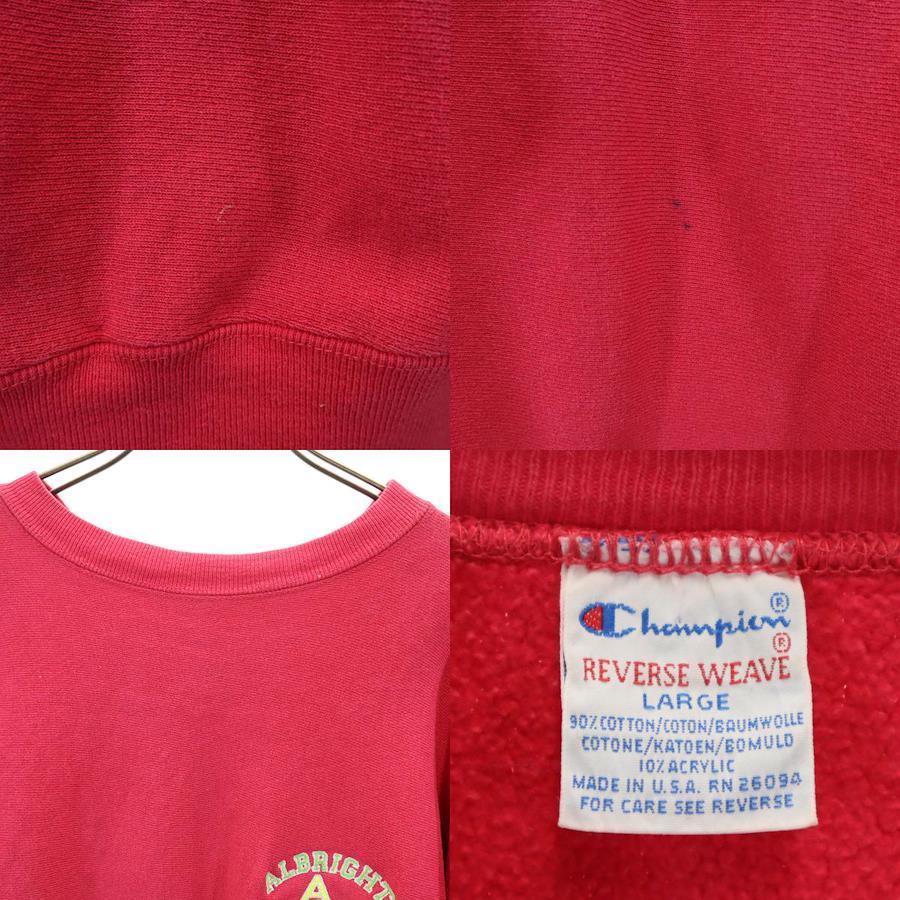 ALBRIGHT
A
Champion®
®
REVERSE WEAVE
LARGE
90% COTTON/COTON/BAUMWOLLE
COTONE/KATOEN/BOMULD
10% ACRYLIC
MADE IN U.S.A. RN 26094
FOR CARE SEE REVERSE